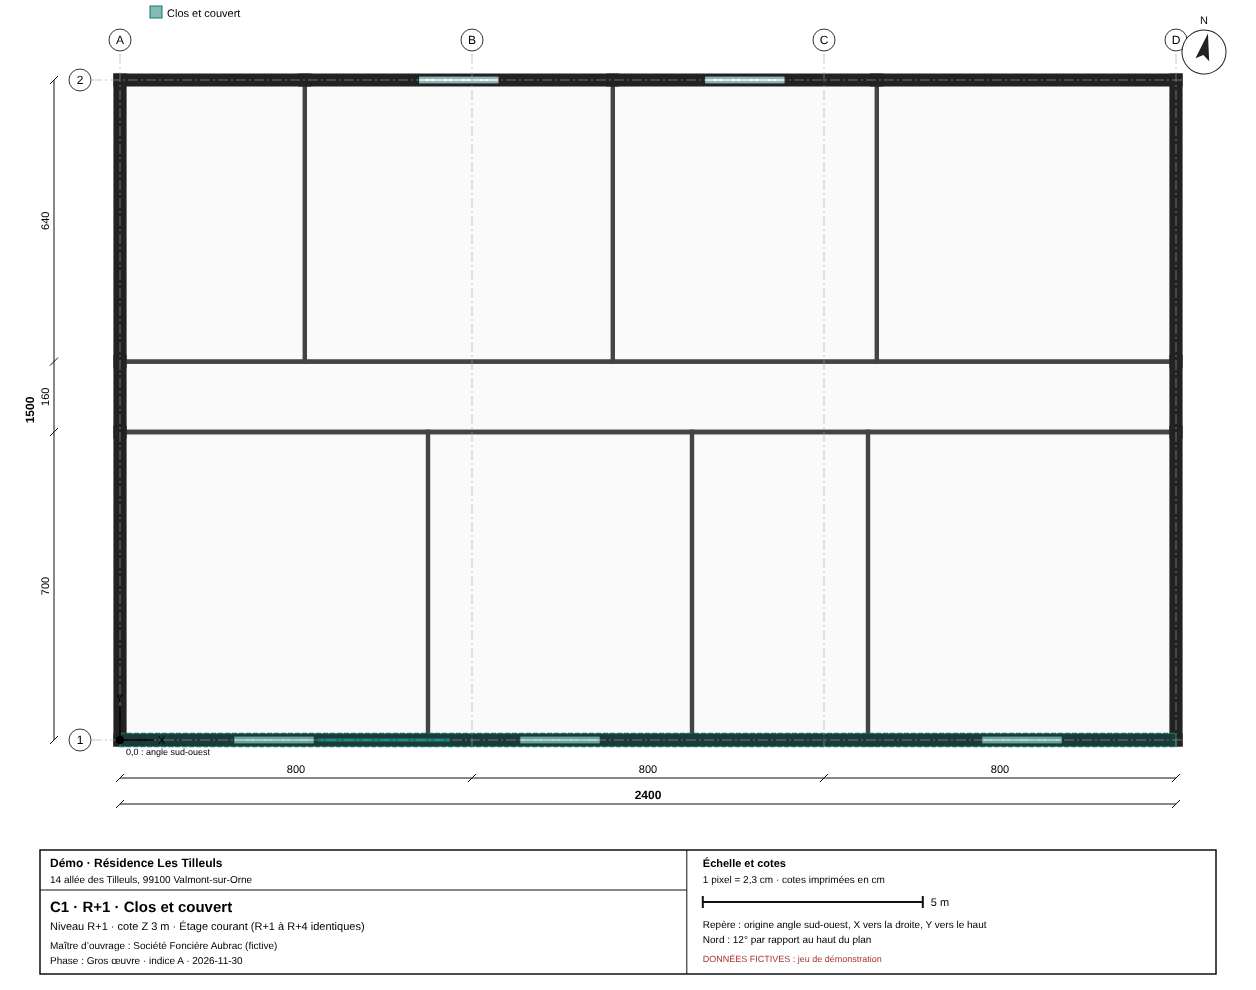 Clos et couvert
N
A
B
C
D
2
640
160
1500
700
X
1
0,0 : angle sud-ouest
800
800
800
2400
Démo · Résidence Les Tilleuls
14 allée des Tilleuls, 99100 Valmont-sur-Orne
C1 · R+1 · Clos et couvert
Niveau R+1 · cote Z 3 m · Étage courant (R+1 à R+4 identiques)
Maître d'ouvrage : Société Foncière Aubrac (fictive)
Phase : Gros œuvre · indice A · 2026-11-30
Échelle et cotes
1 pixel = 2,3 cm · cotes imprimées en cm
5 m
Repère : origine angle sud-ouest, X vers la droite, Y vers le haut
Nord : 12° par rapport au haut du plan
DONNÉES FICTIVES : jeu de démonstration